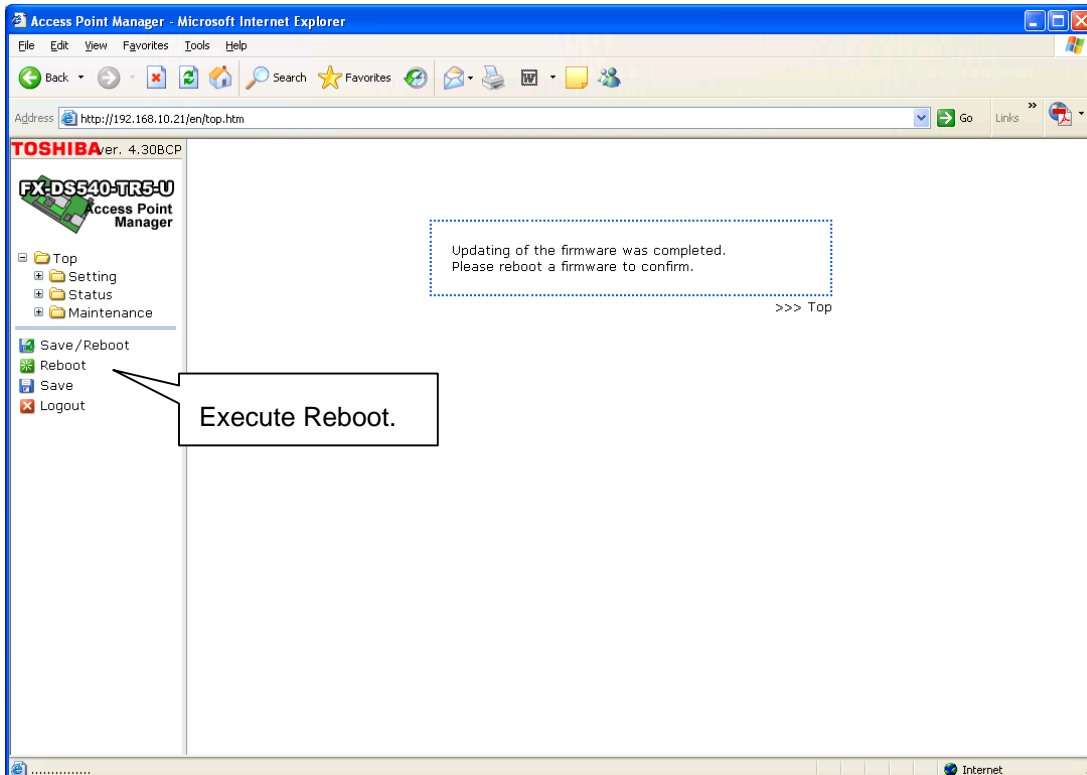 Access Point Manager - Microsoft Internet Explorer
File Edit View Favorites Tools Help
Back Search Favorites
Address http://192.168.10.21/en/top.htm Go Links »
TOSHIBA ver. 4.30BCP
FX-DS540-TR5-U
Access Point
Manager
Top
Setting
Status
Maintenance
Save/Reboot
Reboot
Save
Logout
Updating of the firmware was completed.
Please reboot a firmware to confirm.
>>> Top
Execute Reboot.
............... Internet